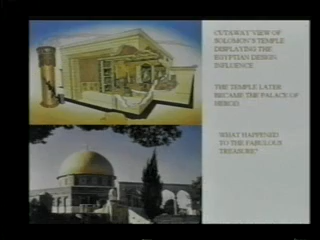 CUTAWAY VIEW OF
SOLOMON'S TEMPLE
DISPLAYING THE
EGYPTIAN DESIGN
INFLUENCE
THE TEMPLE LATER
BECAME THE PALACE OF
HEROD.
WHAT HAPPENED
TO THE FABULOUS
TREASURE?